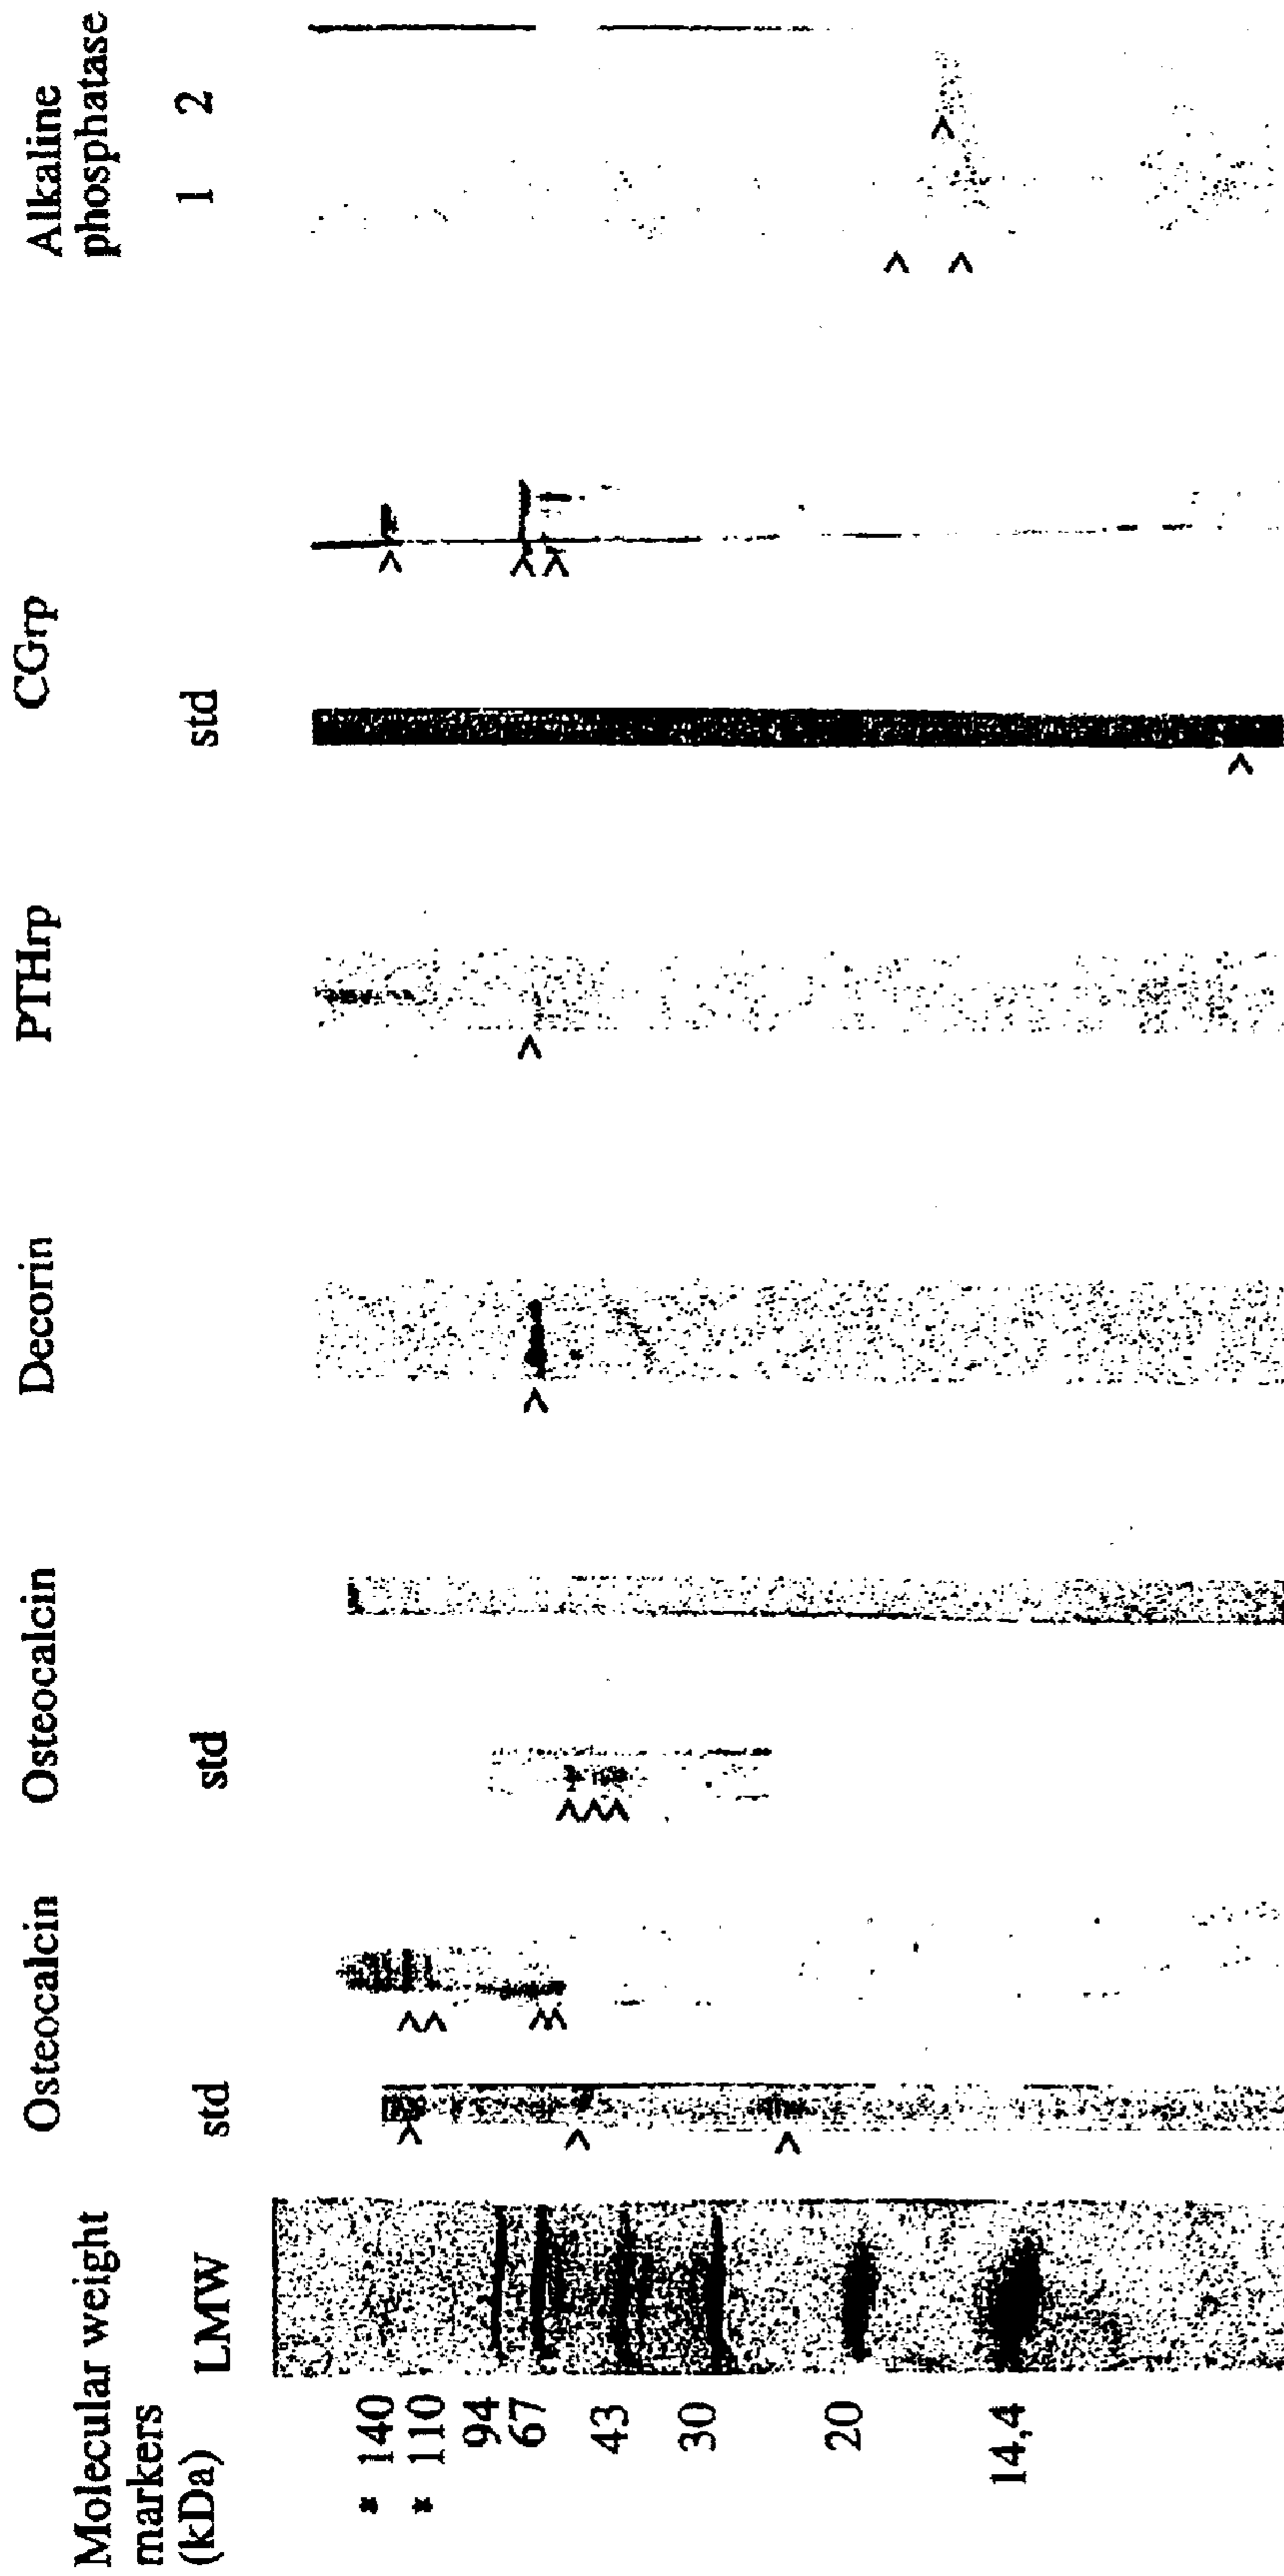 Molecular weight
markers
(kDa)
LMW
Osteocalcin
std
Osteocalcin
std
Decorin
PTHrp
CGrp
std
Alkaline
phosphatase
1 2
* 140
* 110
94
67
43
30
20
14,4